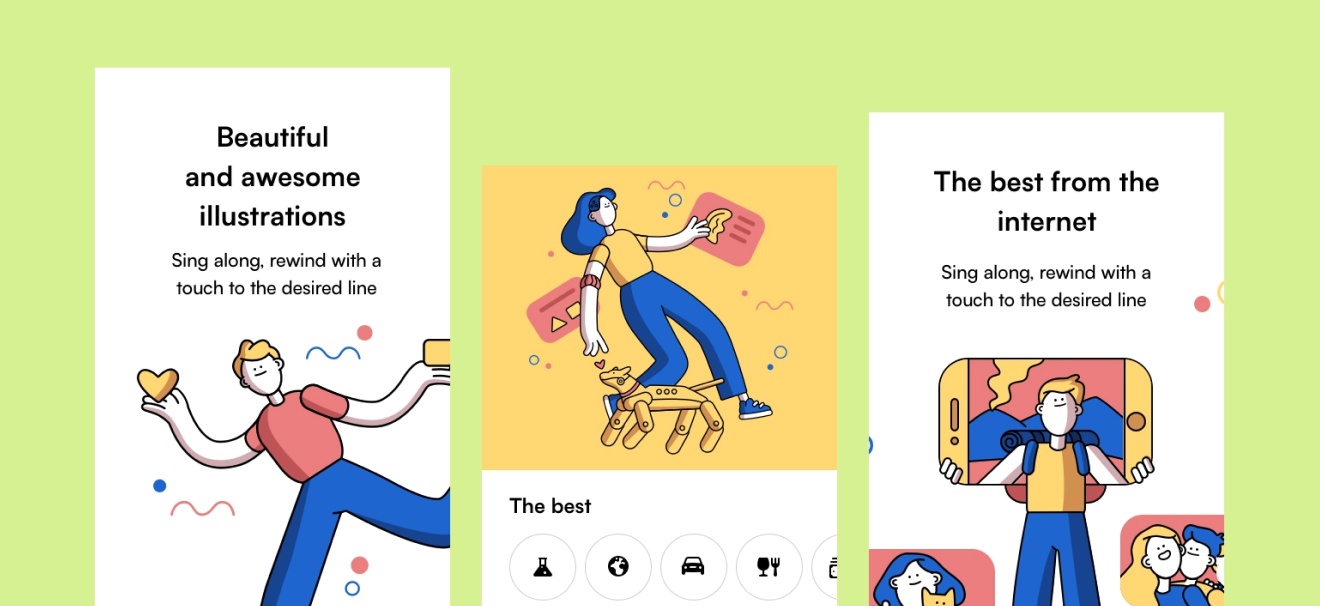 Beautiful
and awesome
illustrations
Sing along, rewind with a
touch to the desired line
The best
The best from the
internet
Sing along, rewind with a
touch to the desired line